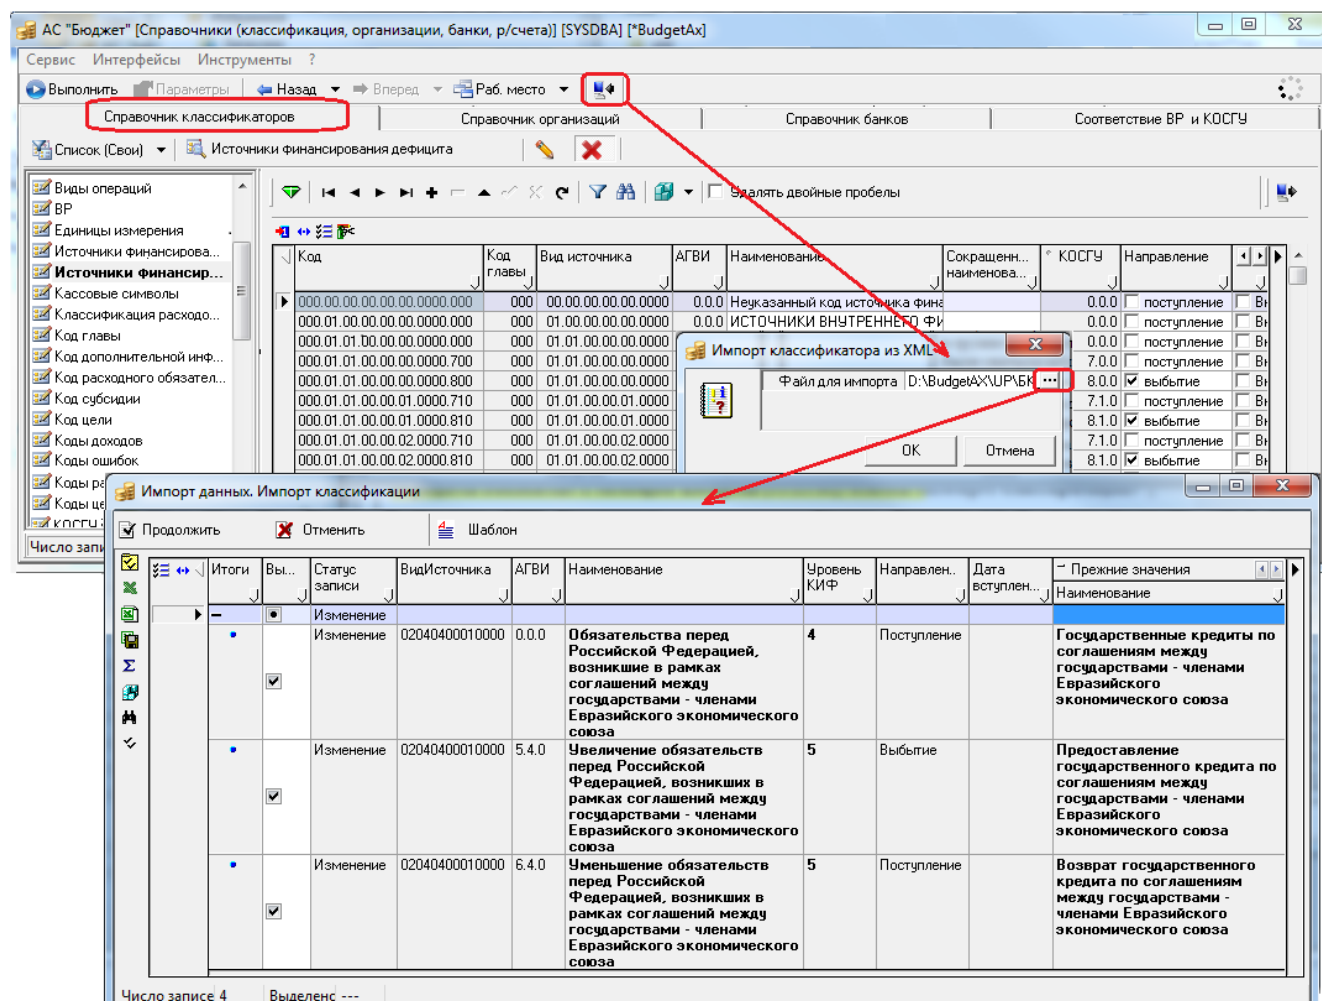 АС "Бюджет" [Справочники (классификация, организации, банки, р/счета)] [SYSDBA] [*BudgetAx]
Сервис Интерфейсы Инструменты ?
Выполнить Параметры Назад Вперед Раб. место
Справочник классификаторов Справочник организаций Справочник банков Соответствие ВР и КОСГУ
Список (Свои) Источники финансирования дефицита
Удалять двойные пробелы
Виды операций
ВР
Единицы измерения
Источники финансирова...
Источники финансир...
Кассовые символы
Классификация расходо...
Код главы
Код дополнительной инф...
Код расходного обязател...
Код субсидии
Код цели
Коды доходов
Коды ошибок
Коды ра
Коды це
КОСГУ
Число запи
Код Код главы Вид источника АГВИ Наименование Сокращенн... наименова... КОСГУ Направление
000.00.00.00.00.00.0000.000 000 00.00.00.00.00.0000 0.0.0 Неуказанный код источника фина 0.0.0 поступление Вн
000.01.00.00.00.00.0000.000 000 01.00.00.00.00.0000 0.0.0 ИСТОЧНИКИ ВНУТРЕННЕГО ФИ 0.0.0 поступление Вн
000.01.01.00.00.00.0000.000 000 01.01.00.00.00.0000 0.0.0 поступление Вн
000.01.01.00.00.00.0000.700 000 01.01.00.00.00.0000 7.0.0 поступление Вн
000.01.01.00.00.00.0000.800 000 01.01.00.00.00.0000 8.0.0 выбытие Вн
000.01.01.00.00.01.0000.710 000 01.01.00.00.01.0000 7.1.0 поступление Вн
000.01.01.00.00.01.0000.810 000 01.01.00.00.01.0000 8.1.0 выбытие Вн
000.01.01.00.00.02.0000.710 000 01.01.00.00.02.0000 7.1.0 поступление Вн
000.01.01.00.00.02.0000.810 000 01.01.00.00.02.0000 8.1.0 выбытие Вн
Импорт классификатора из XML
Файл для импорта D:\BudgetAX\UP\БК ...
ОК Отмена
Импорт данных. Импорт классификации
Продолжить Отменить Шаблон
Итоги Вы... Статус записи ВидИсточника АГВИ Наименование Уровень КИФ Направлен... Дата вступлен... Прежние значения
Наименование
Изменение
Изменение 02040400010000 0.0.0 Обязательства перед 4 Поступление Государственные кредиты по
Российской Федерацией, соглашениям между
возникшие в рамках государствами - членами
соглашений между Евразийского
государствами - членами экономического союза
Евразийского экономического
союза
Изменение 02040400010000 5.4.0 Увеличение обязательств 5 Выбытие Предоставление
перед Российской государственного кредита по
Федерацией, возникших в соглашениям между
рамках соглашений между государствами - членами
государствами - членами Евразийского
Евразийского экономического экономического союза
союза
Изменение 02040400010000 6.4.0 Уменьшение обязательств 5 Поступление Возврат государственного
перед Российской кредита по соглашениям
Федерацией, возникших в между государствами -
рамках соглашений между членами Евразийского
государствами - членами экономического союза
Евразийского экономического
союза
Число записе 4 Выделенс ---